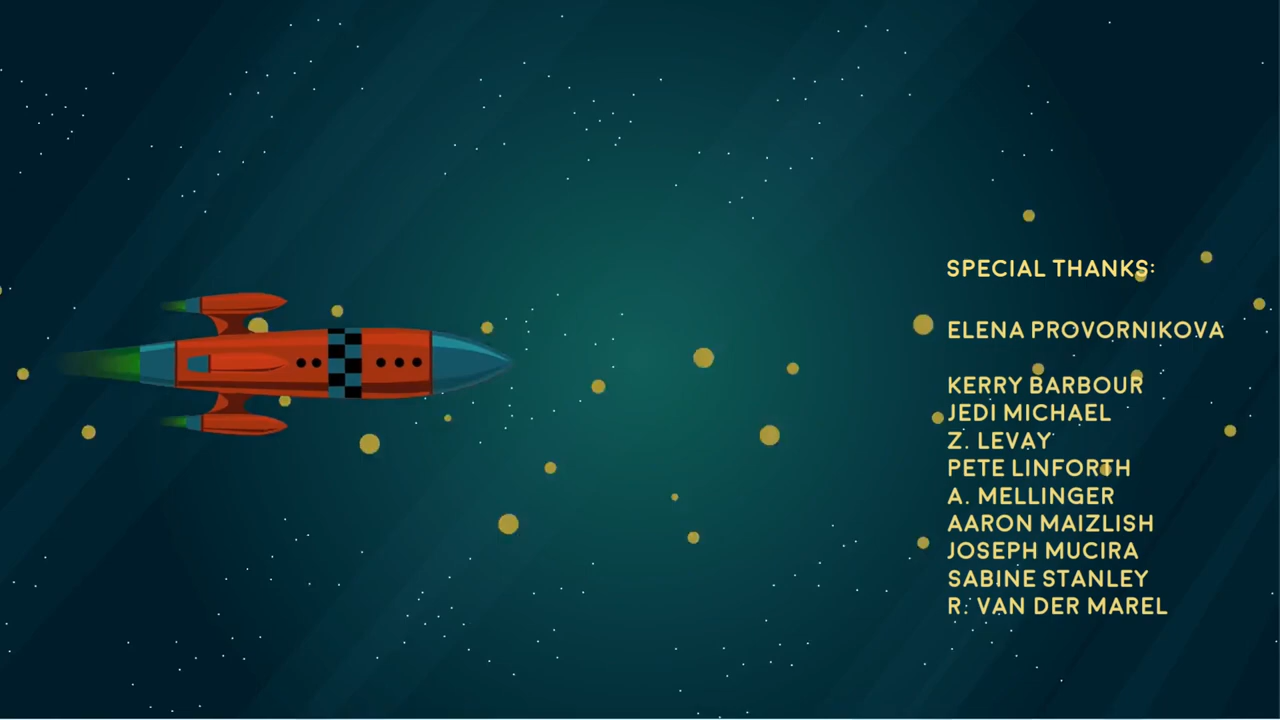 SPECIAL THANKS:
ELENA PROVORNIKOVA
KERRY BARBOUR
JEDI MICHAEL
Z. LEVAY
PETE LINFORTH
A. MELLINGER
AARON MAIZLISH
JOSEPH MUCIRA
SABINE STANLEY
R. VAN DER MAREL